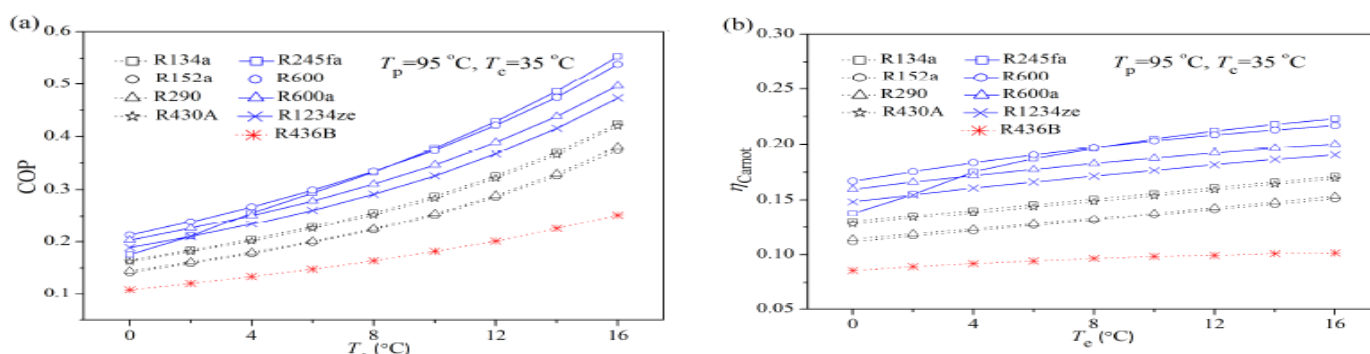 (a)
0.6
0.5
0.4
0.3
0.2
0.1
COP
R134a
R152a
R290
R430A
R245fa
R600
R600a
R1234ze
R436B
Tp=95 °C, Tc=35 °C
0 4 8 12 16
(°C)
(b)
0.30
0.25
0.20
0.15
0.10
0.05
ηCarnot
R134a
R152a
R290
R430A
R245fa
R600
R600a
R1234ze
R436B
Tp=95 °C, Tc=35 °C
0 4 8 12 16
Te (°C)